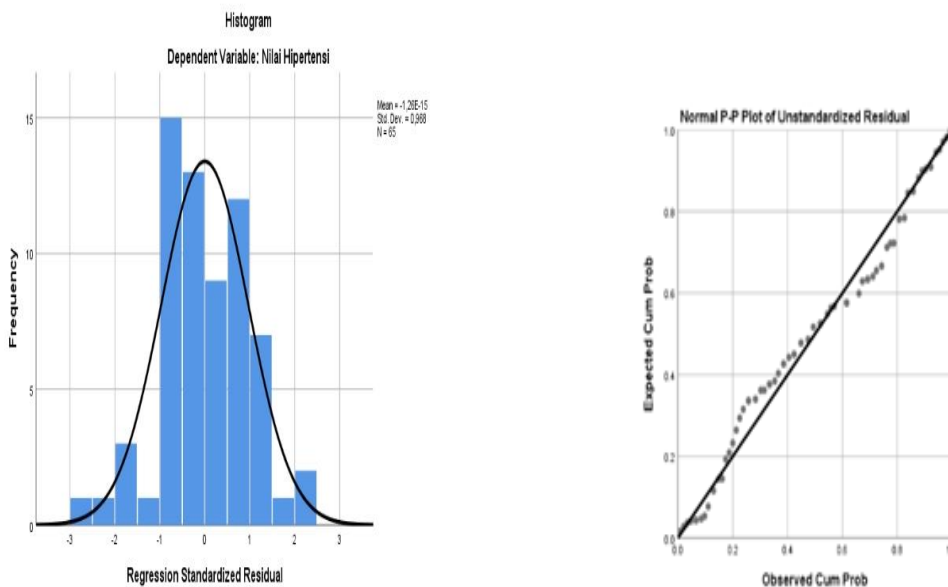 Histogram
Dependent Variable: Nilai Hipertensi
Mean = -1,26E-15
Std. Dev. = 0,968
N = 65
Frequency
15
10
5
0
-3 -2 -1 0 1 2 3
Regression Standardized Residual
Normal P-P Plot of Unstandardized Residual
Expected Cum Prob
1.0
0.8
0.6
0.4
0.2
0.0
0.0 0.2 0.4 0.6 0.8
Observed Cum Prob